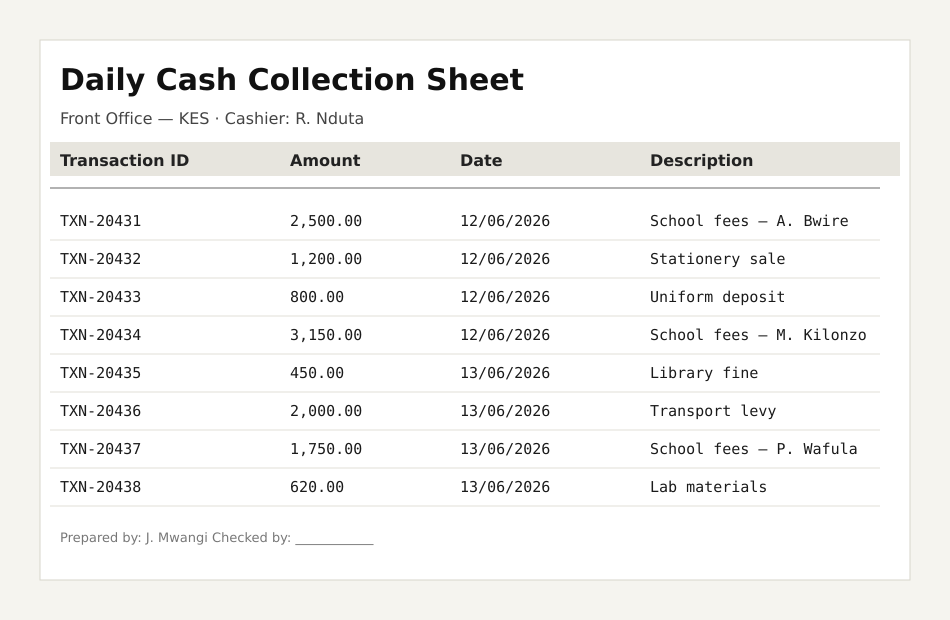 Daily Cash Collection Sheet
Front Office — KES · Cashier: R. Nduta
Transaction ID Amount Date Description
TXN-20431 2,500.00 12/06/2026 School fees — A. Bwire
TXN-20432 1,200.00 12/06/2026 Stationery sale
TXN-20433 800.00 12/06/2026 Uniform deposit
TXN-20434 3,150.00 12/06/2026 School fees — M. Kilonzo
TXN-20435 450.00 13/06/2026 Library fine
TXN-20436 2,000.00 13/06/2026 Transport levy
TXN-20437 1,750.00 13/06/2026 School fees — P. Wafula
TXN-20438 620.00 13/06/2026 Lab materials
Prepared by: J. Mwangi Checked by: ____________